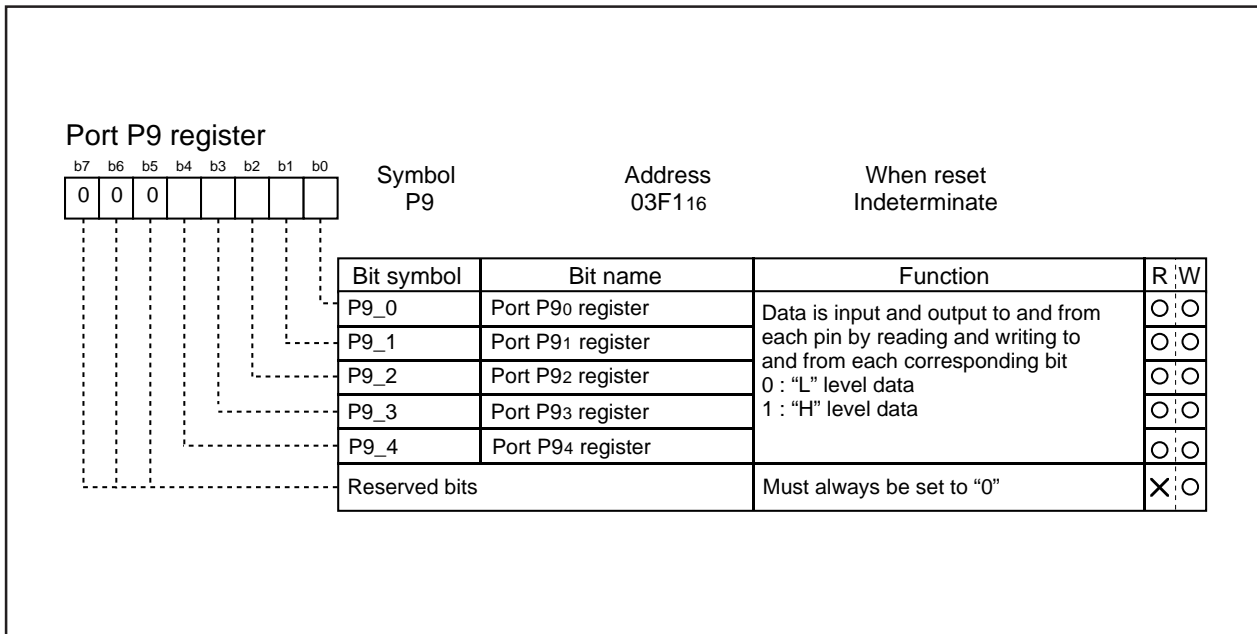 Port P9 register
b7 b6 b5 b4 b3 b2 b1 b0
0 0 0
Symbol Address When reset
P9 03F116 Indeterminate
Bit symbol Bit name Function R W
P9_0 Port P90 register
P9_1 Port P91 register
P9_2 Port P92 register
P9_3 Port P93 register
P9_4 Port P94 register
Data is input and output to and from
each pin by reading and writing to
and from each corresponding bit
0 : “L” level data
1 : “H” level data
Reserved bits Must always be set to “0”